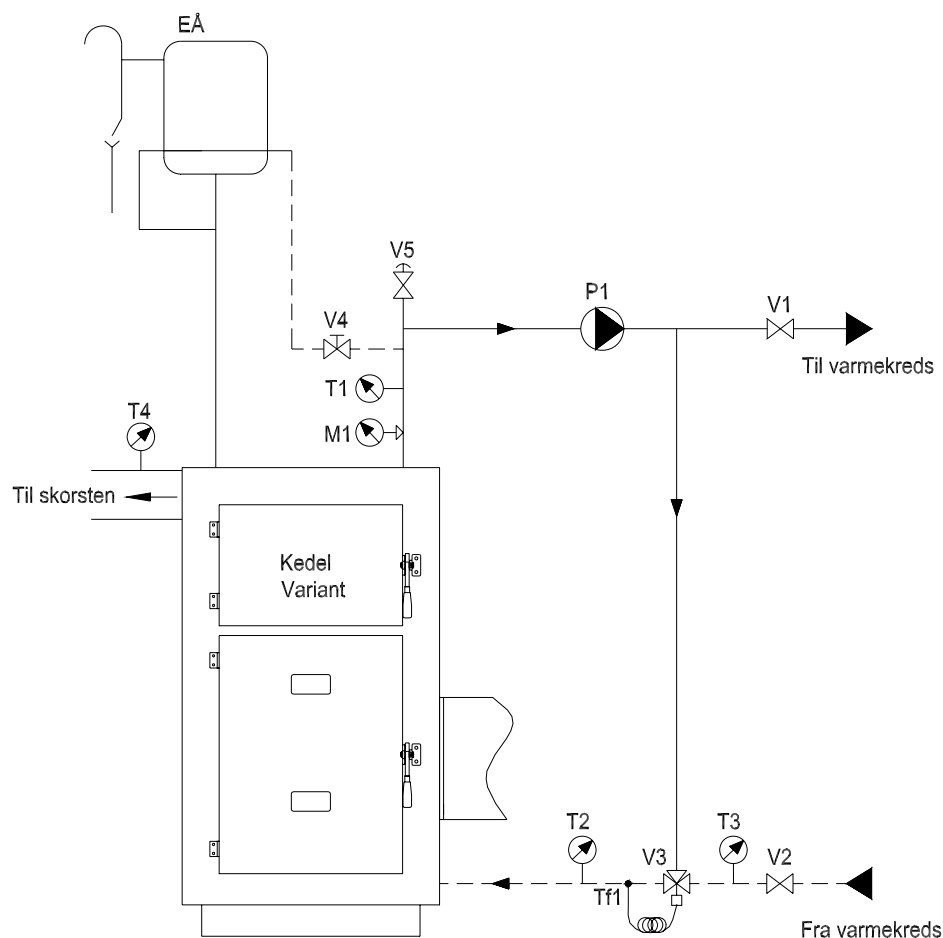 EÅ
V5
P1
V1
V4
Til varmekreds
T1
T4
M1
Til skorsten
Kedel
Variant
T2
T3
V3
V2
Tf1
Fra varmekreds